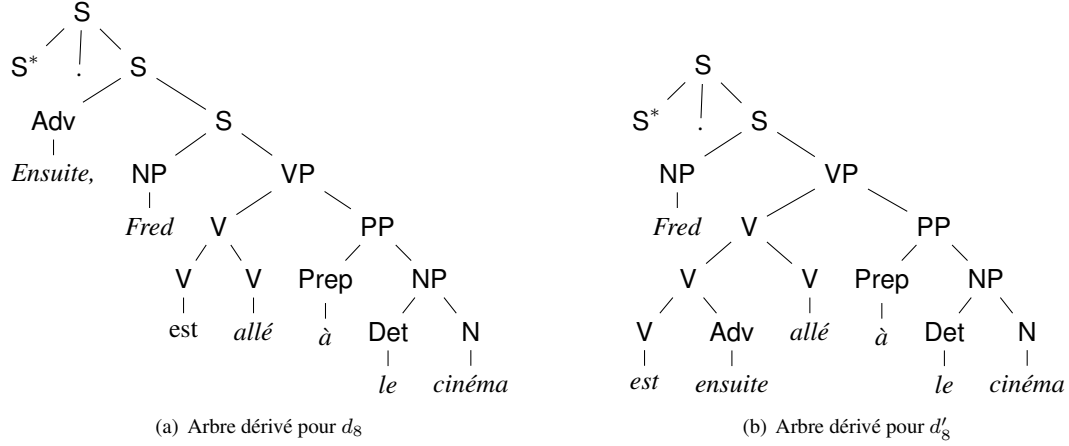 S
S* . S
Adv S
Ensuite, NP VP
Fred V PP
V V Prep NP
est allé à Det N
le cinéma
(a) Arbre dérivé pour d₈
S
S* . S
NP VP
Fred V PP
V V Prep NP
V Adv allé à Det N
est ensuite le cinéma
(b) Arbre dérivé pour d′₈